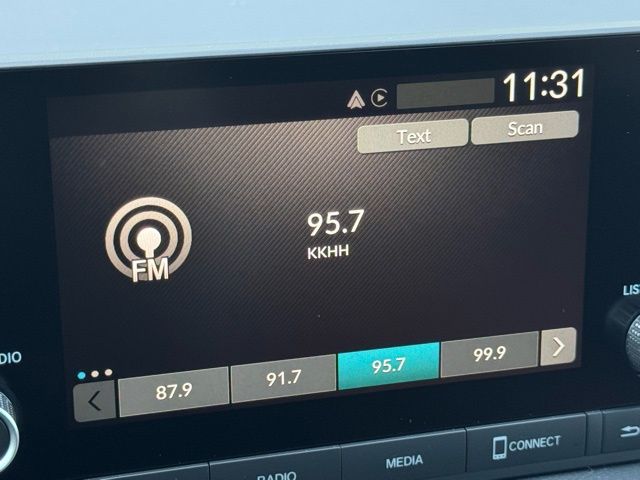 11:31
Text
Scan
95.7
KKHH
FM
87.9
91.7
95.7
99.9
RADIO
MEDIA
CONNECT